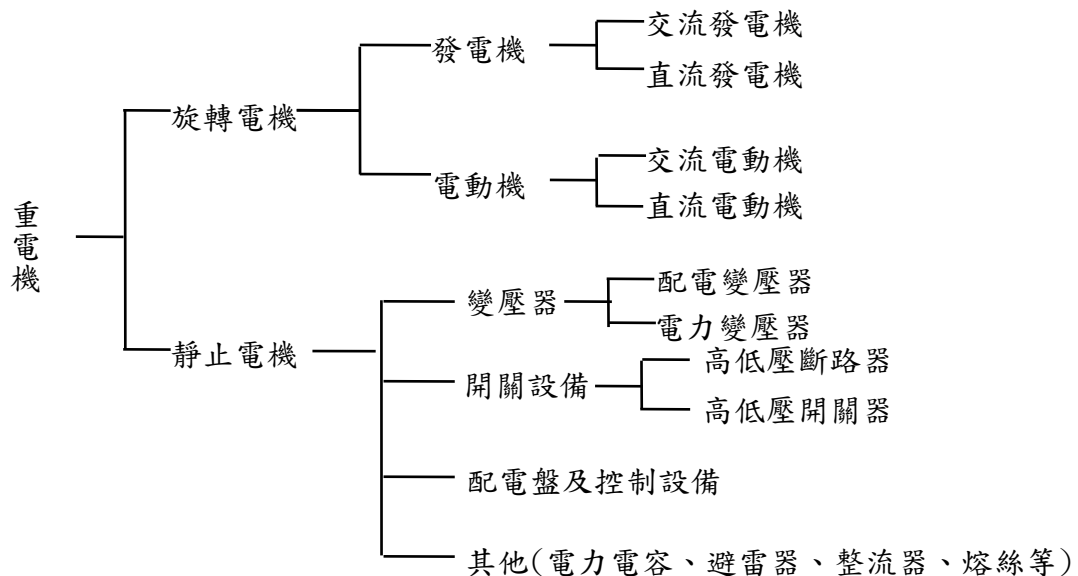 重電機
旋轉電機
發電機
交流發電機
直流發電機
電動機
交流電動機
直流電動機
靜止電機
變壓器
配電變壓器
電力變壓器
開關設備
高低壓斷路器
高低壓開關器
配電盤及控制設備
其他(電力電容、避雷器、整流器、熔絲等)